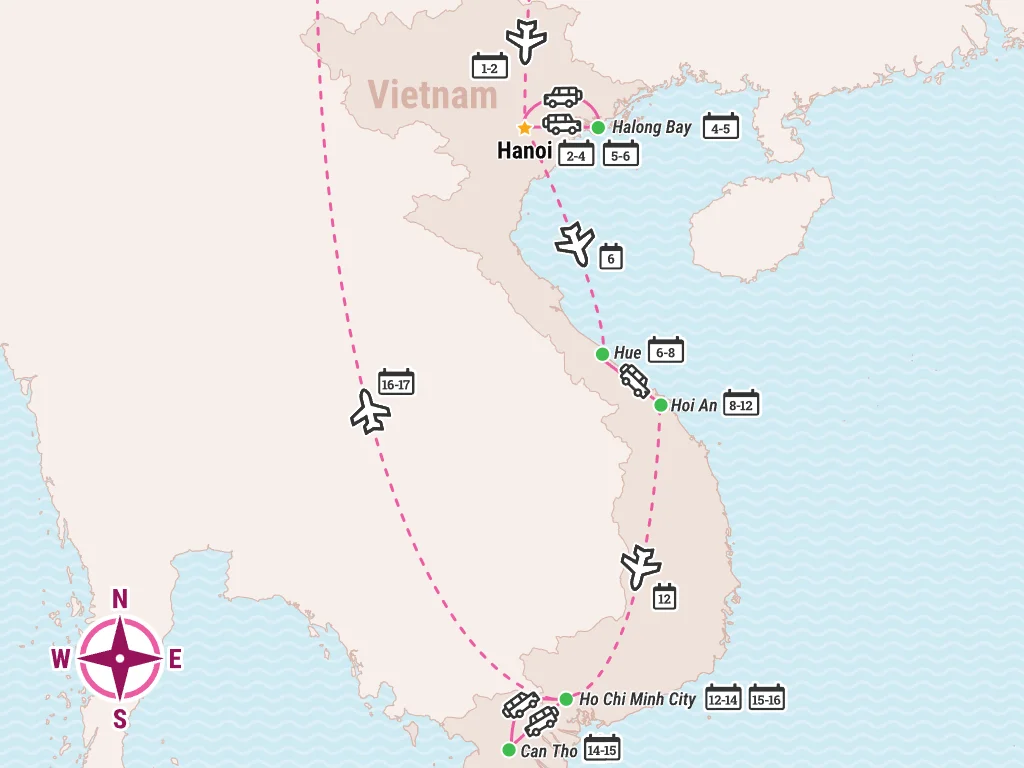 1-2
Vietnam
Halong Bay 4-5
Hanoi 2-4 5-6
6
Hue 6-8
16-17
Hoi An 8-12
12
N
W E
S
Ho Chi Minh City 12-14 15-16
Can Tho 14-15